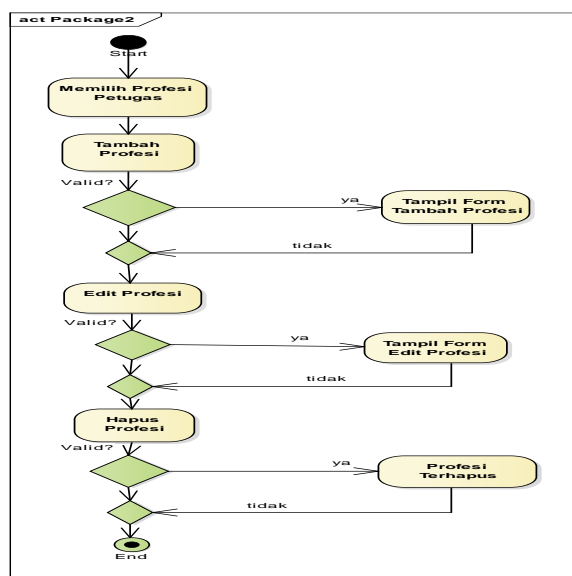 act Package2
Start
Memilih Profesi
Petugas
Tambah
Profesi
Valid?
ya
Tampil Form
Tambah Profesi
tidak
Edit Profesi
Valid?
ya
Tampil Form
Edit Profesi
tidak
Hapus
Profesi
Valid?
ya
Profesi
Terhapus
tidak
End